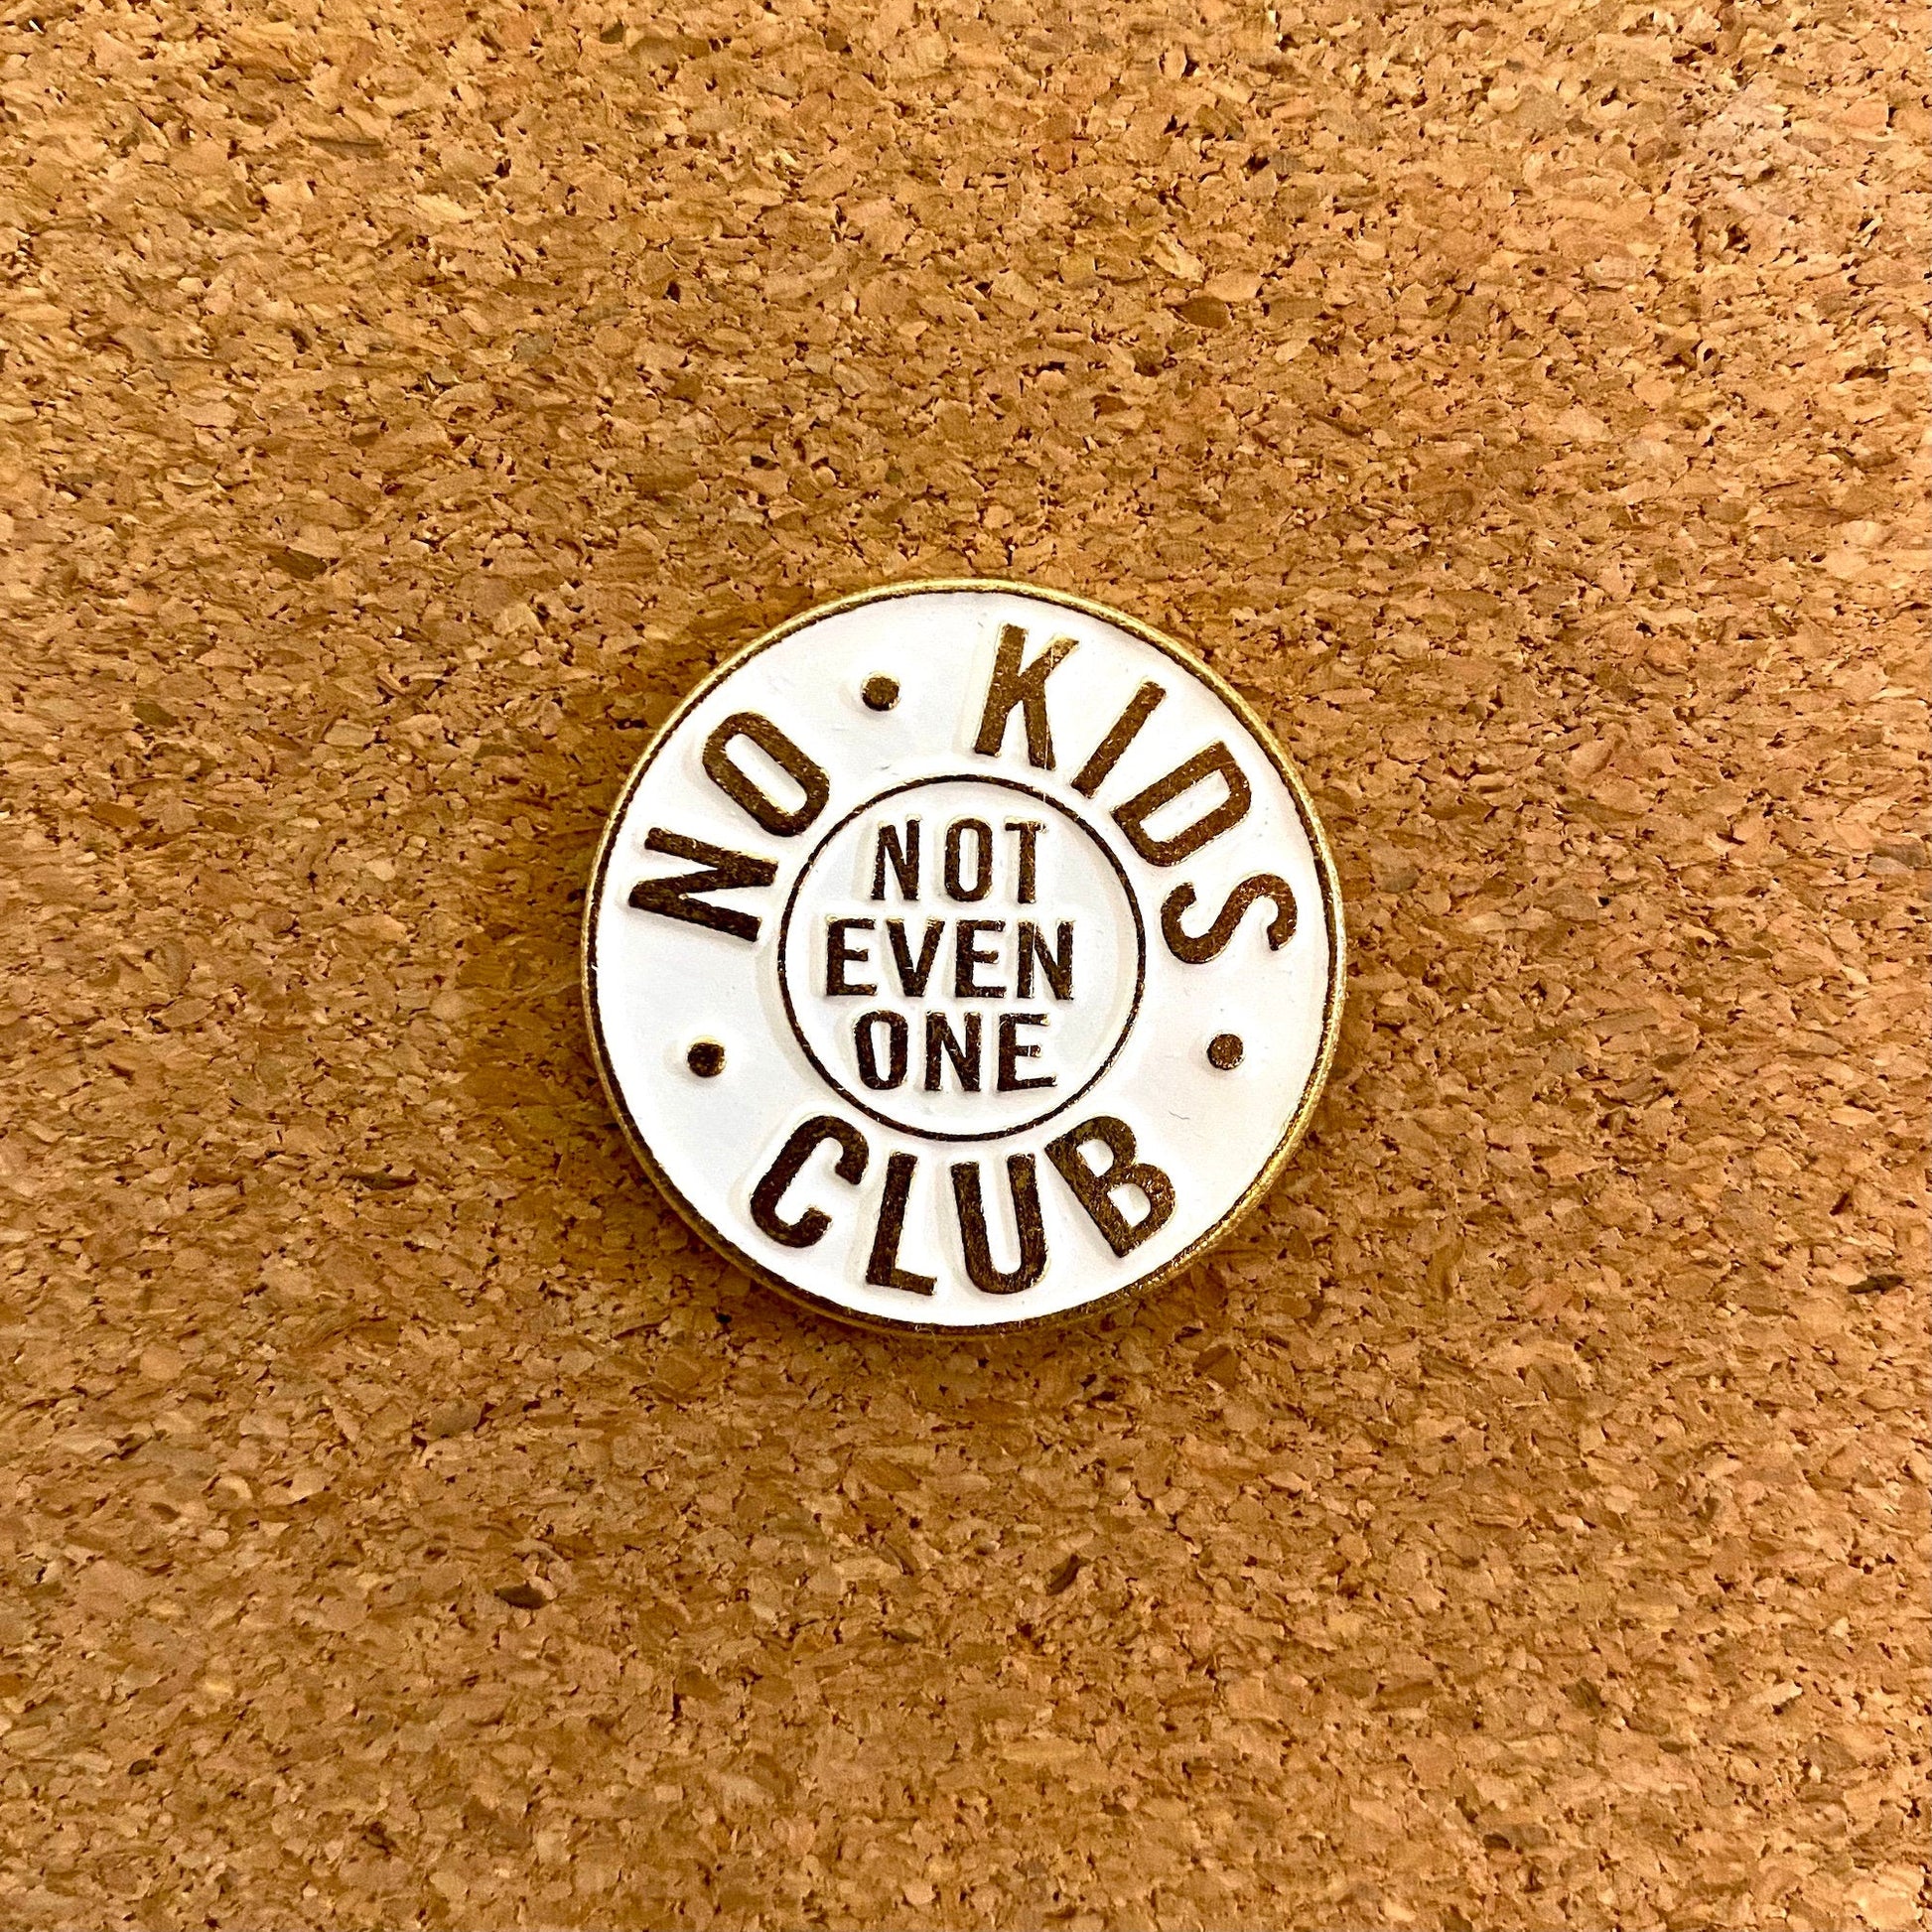 NO • KIDS • CLUB •
NOT
EVEN
ONE